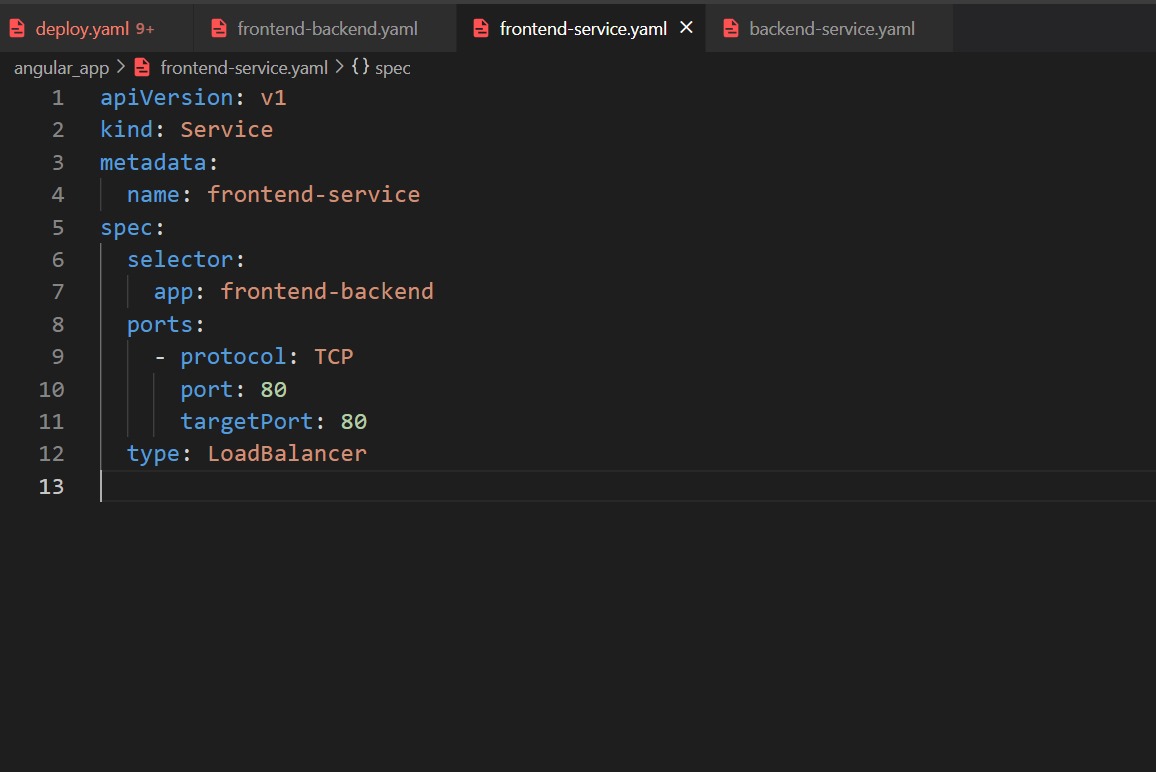 deploy.yaml 9+ frontend-backend.yaml frontend-service.yaml backend-service.yaml
angular_app > frontend-service.yaml > {} spec
1 apiVersion: v1
2 kind: Service
3 metadata:
4   name: frontend-service
5 spec:
6   selector:
7     app: frontend-backend
8   ports:
9     - protocol: TCP
10       port: 80
11       targetPort: 80
12   type: LoadBalancer
13